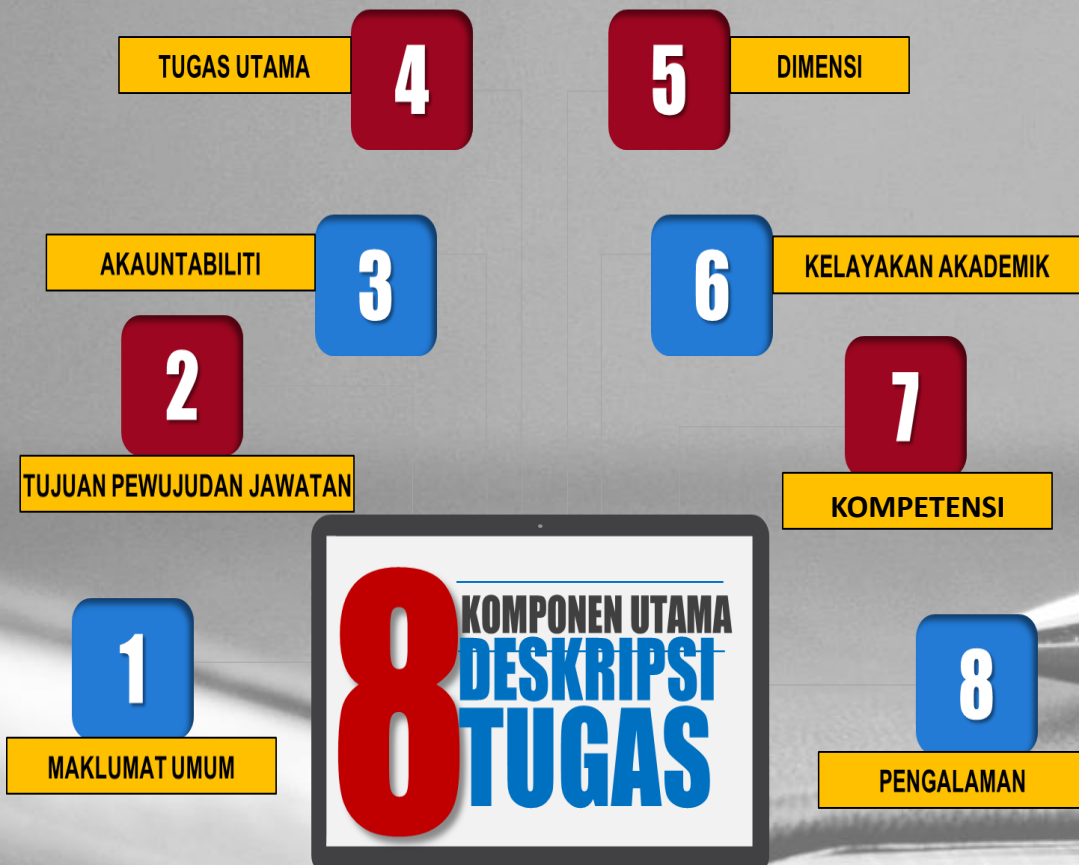 4
TUGAS UTAMA
5
DIMENSI
3
AKAUNTABILITI
6
KELAYAKAN AKADEMIK
2
TUJUAN PEWUJUDAN JAWATAN
7
KOMPETENSI
1
MAKLUMAT UMUM
8
KOMPONEN UTAMA
DESKRIPSI
TUGAS
8
PENGALAMAN